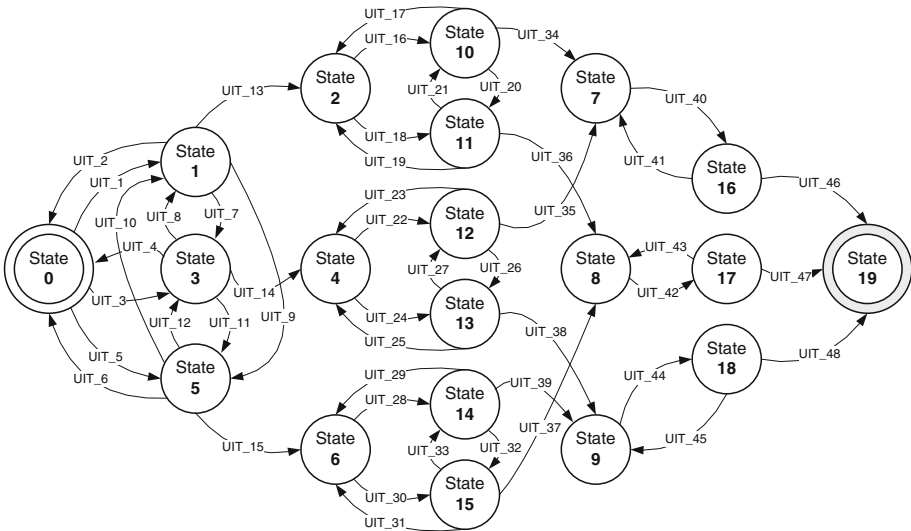 UIT_17
UIT_16
State
10
UIT_34
UIT_21
UIT_20
State
2
UIT_13
State
7
UIT_40
UIT_18
State
11
UIT_36
UIT_19
UIT_2
UIT_1
State
1
UIT_41
State
16
UIT_46
UIT_10
UIT_8
UIT_7
UIT_23
UIT_22
State
12
UIT_35
UIT_4
State
0
State
3
UIT_14
State
4
UIT_27
UIT_26
State
8
UIT_43
UIT_42
State
17
UIT_47
State
19
UIT_3
UIT_12
UIT_11
UIT_9
UIT_24
State
13
UIT_38
UIT_25
UIT_5
UIT_6
State
5
State
18
UIT_48
UIT_29
UIT_28
State
14
UIT_39
UIT_37
UIT_44
UIT_45
UIT_15
State
6
UIT_33
UIT_32
State
9
UIT_30
State
15
UIT_31